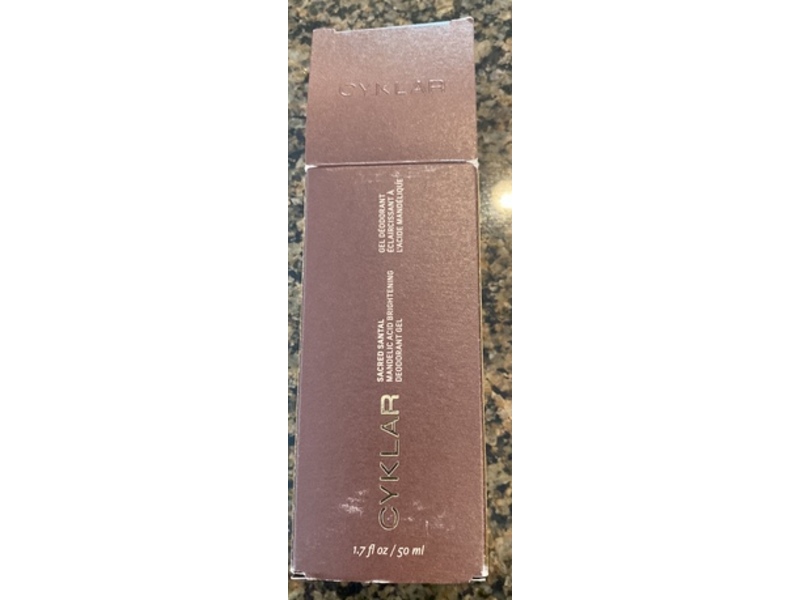 CYKLAR
GEL DÉODORANT
ÉCLAIRCISSANT À
L'ACIDE MANDÉLIQUE
SACRED SANTAL
MANDELIC ACID BRIGHTENING
DEODORANT GEL
CYKLAR
1.7 fl oz / 50 ml